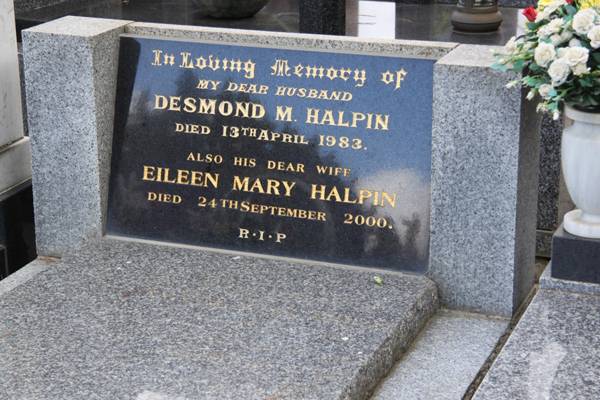 In Loving Memory of
MY DEAR HUSBAND
DESMOND M. HALPIN
DIED 13TH APRIL 1983.
ALSO HIS DEAR WIFE
EILEEN MARY HALPIN
DIED 24TH SEPTEMBER 2000.
R·I·P